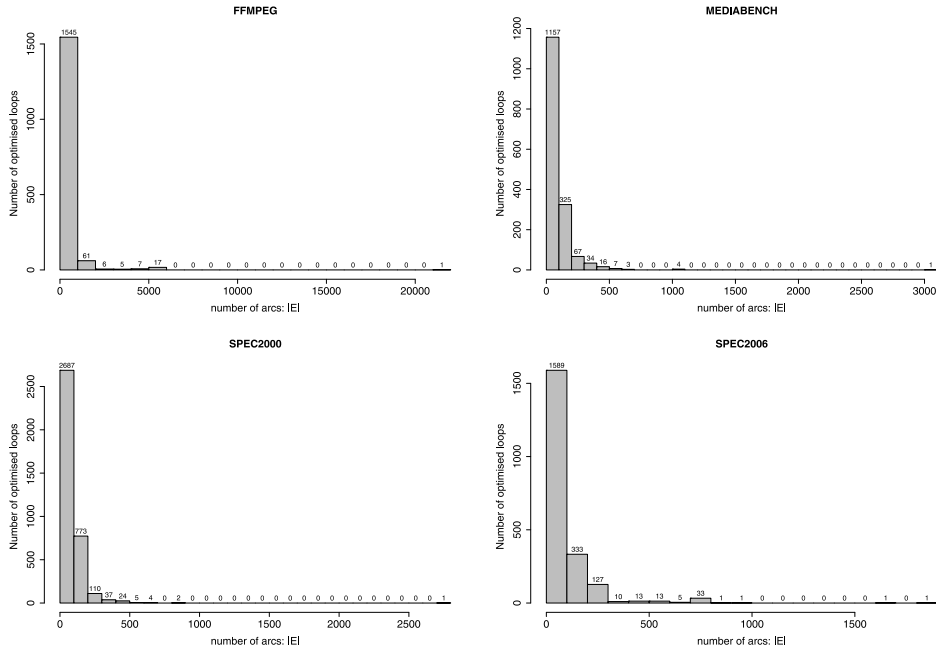 FFMPEG
Number of optimised loops
0 500 1000 1500
1545 61 6 5 7 17 0 0 0 0 0 0 0 0 0 0 0 0 0 0 0 1
0 5000 10000 15000 20000
number of arcs: |E|
MEDIABENCH
Number of optimised loops
0 200 400 600 800 1000 1200
1157 325 67 34 16 7 3 0 0 0 4 0 0 0 0 0 0 0 0 0 0 0 0 0 0 0 0 0 0 0 1
0 500 1000 1500 2000 2500 3000
number of arcs: |E|
SPEC2000
Number of optimised loops
0 500 1000 1500 2000 2500
2687 773 110 37 24 5 4 0 2 0 0 0 0 0 0 0 0 0 0 0 0 0 0 0 0 0 0 1
0 500 1000 1500 2000 2500
number of arcs: |E|
SPEC2006
Number of optimised loops
0 500 1000 1500
1589 333 127 10 13 13 5 33 1 1 0 0 0 0 0 0 1 0 1
0 500 1000 1500
number of arcs: |E|